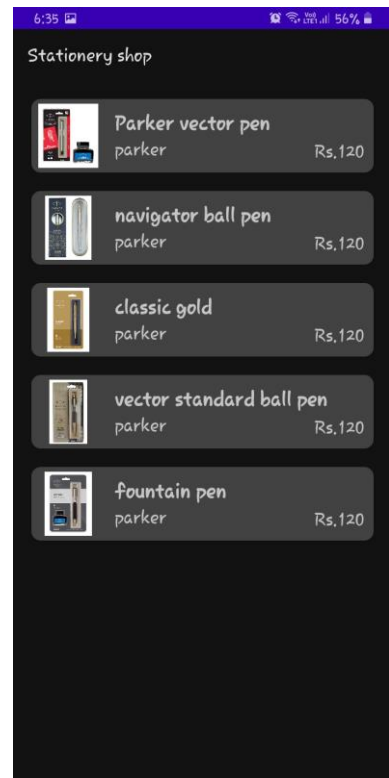 6:35 56%
Stationery shop
Parker vector pen
parker Rs.120
navigator ball pen
parker Rs.120
classic gold
parker Rs.120
vector standard ball pen
parker Rs.120
fountain pen
parker Rs.120